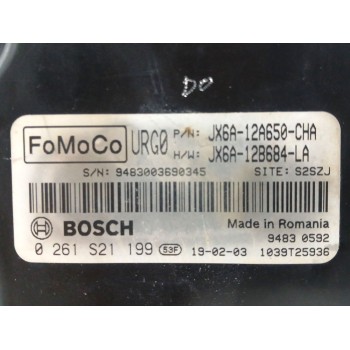 DO
FoMoCo URG0 P/N: JX6A-12A650-CHA
H/W: JX6A-12B684-LA
S/N: 9483003690345 SITE: S2SZJ
BOSCH Made in Romania
9483 0592
0 261 S21 199 53F 19-02-03 1039T25936